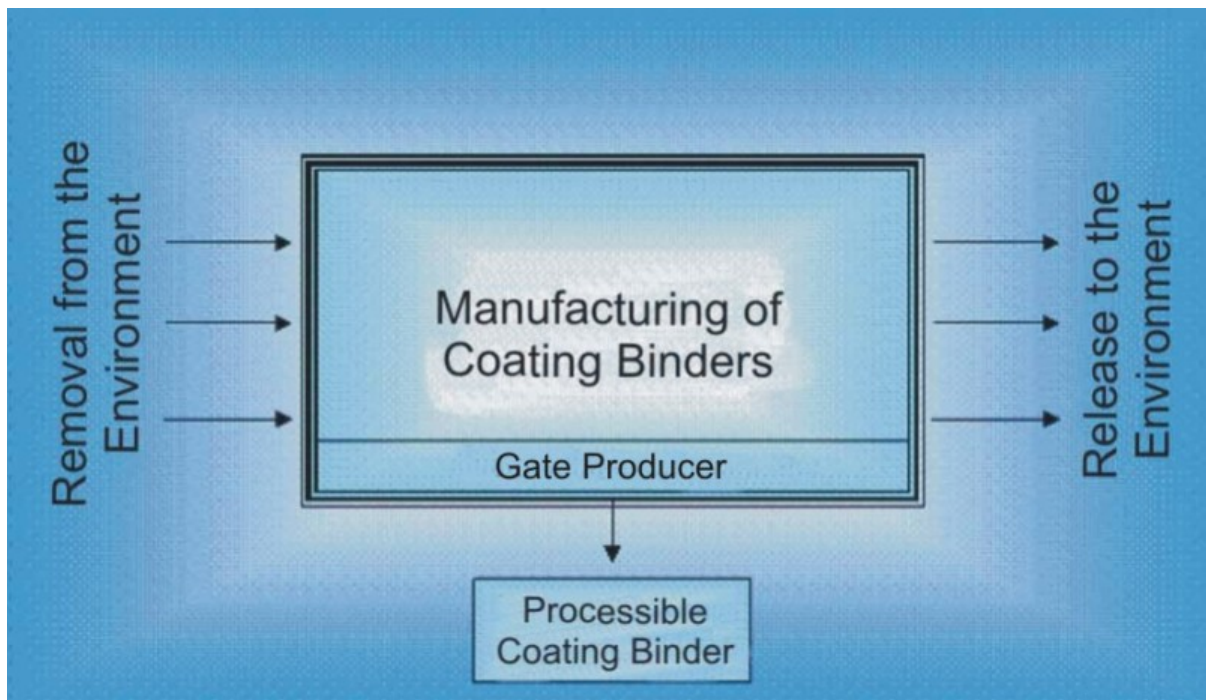 Removal from the
Environment
Manufacturing of
Coating Binders
Gate Producer
Processible
Coating Binder
Release to the
Environment